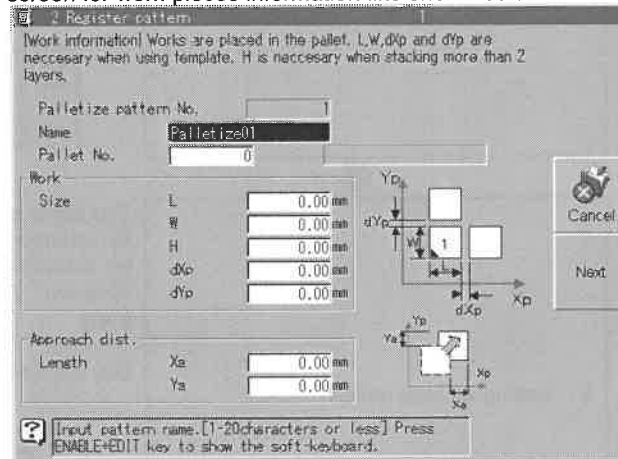 2 Register pattern 1
[Work information] Works are placed in the pallet. L,W,dXp and dYp are
neccesary when using template. H is neccesary when stacking more than 2
layers.
Palletize pattern No. 1
Name Palletize01
Pallet No. 0
Work
Size L 0.00 mm
W 0.00 mm
H 0.00 mm
dXp 0.00 mm
dYp 0.00 mm
Yp
dYp
W 1
L
dXp Xp
Cancel
Next
Approach dist.
Length Xa 0.00 mm
Ya 0.00 mm
Yp
Ya
Xp
Xa
Input pattern name.[1-20characters or less] Press
ENABLE+EDIT key to show the soft-keyboard.